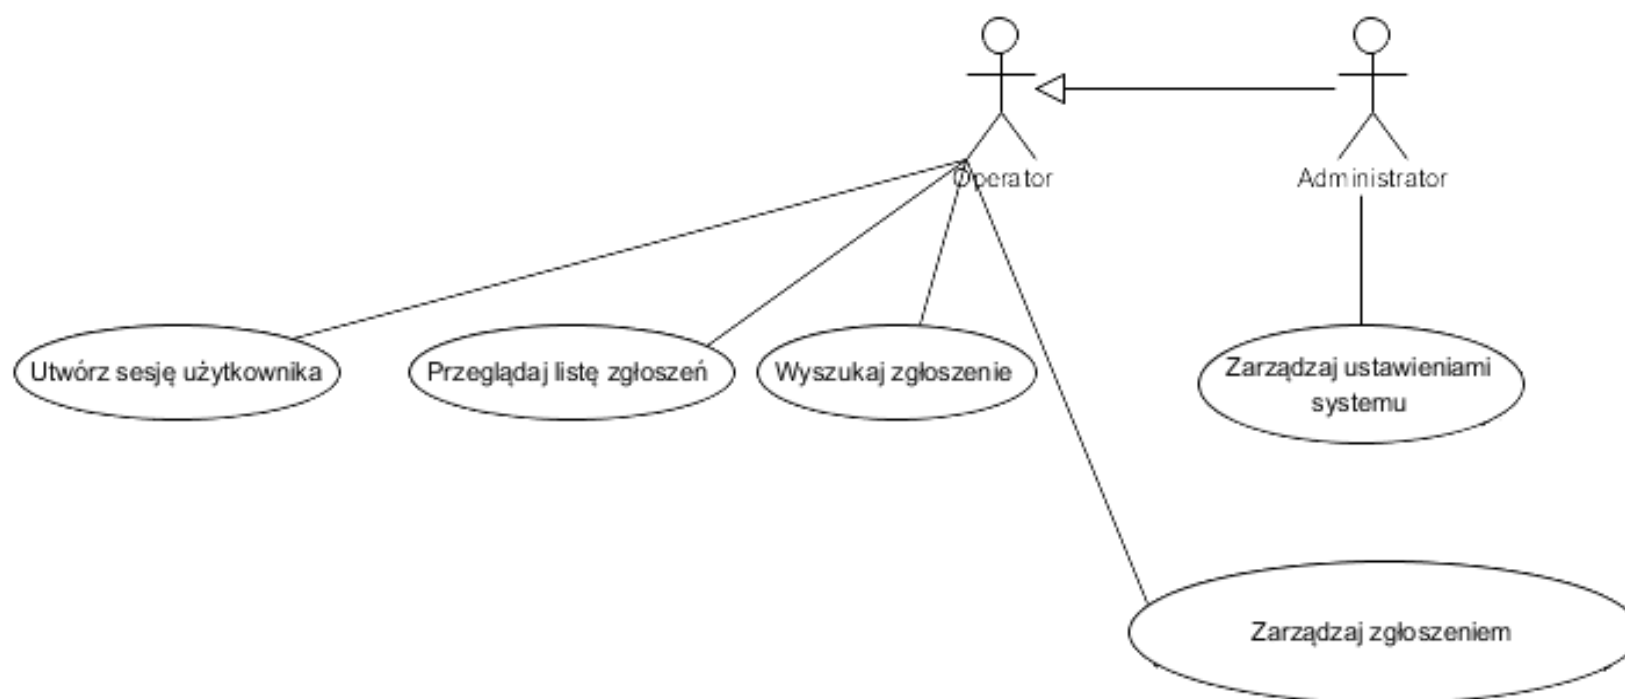 Operator
Administrator
Utwórz sesję użytkownika
Przeglądaj listę zgłoszeń
Wyszukaj zgłoszenie
Zarządzaj ustawieniami
systemu
Zarządzaj zgłoszeniem